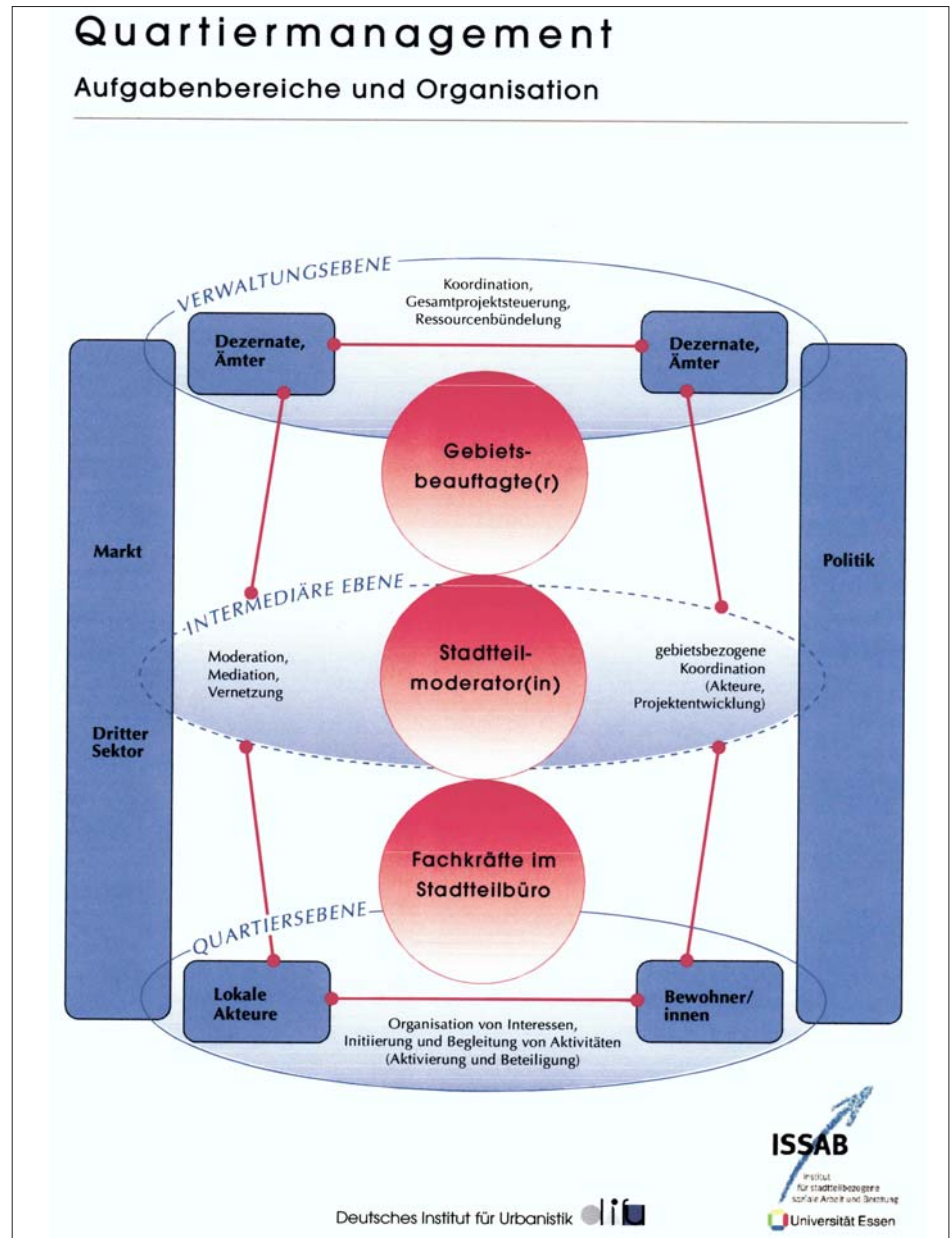 Quartiermanagement
Aufgabenbereiche und Organisation
VERWALTUNGSEBENE
Koordination,
Gesamtprojektsteuerung,
Ressourcenbündelung
Dezernate,
Ämter
Dezernate,
Ämter
Gebiets-
beauftagte(r)
Markt
Politik
INTERMEDIÄRE EBENE
Moderation,
Mediation,
Vernetzung
Stadtteil-
moderator(in)
gebietsbezogene
Koordination
(Akteure,
Projektentwicklung)
Dritter
Sektor
Fachkräfte im
Stadtteilbüro
QUARTIERSEBENE
Lokale
Akteure
Bewohner/
innen
Organisation von Interessen,
Initiierung und Begleitung von Aktivitäten
(Aktivierung und Beteiligung)
ISSAB
Institut
für stadtteilbezogene
soziale Arbeit und Beratung
Deutsches Institut für Urbanistik difu
Universität Essen